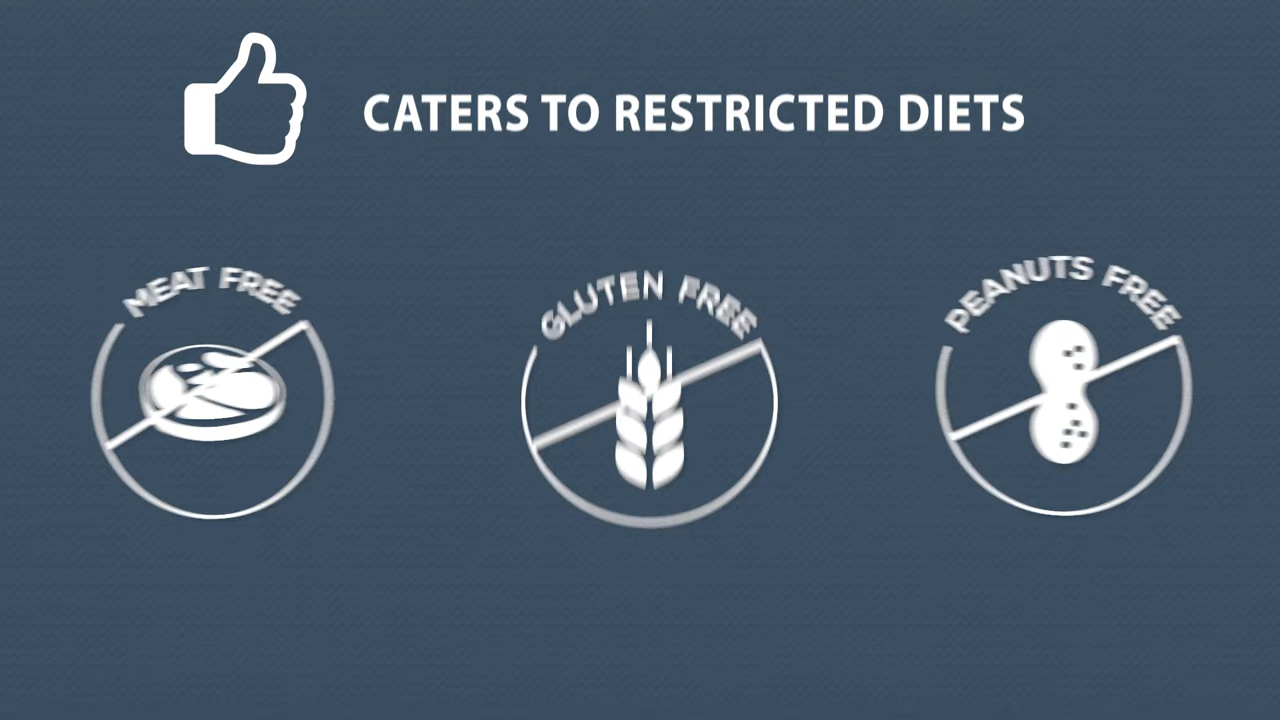 CATERS TO RESTRICTED DIETS
MEAT FREE
GLUTEN FREE
PEANUTS FREE